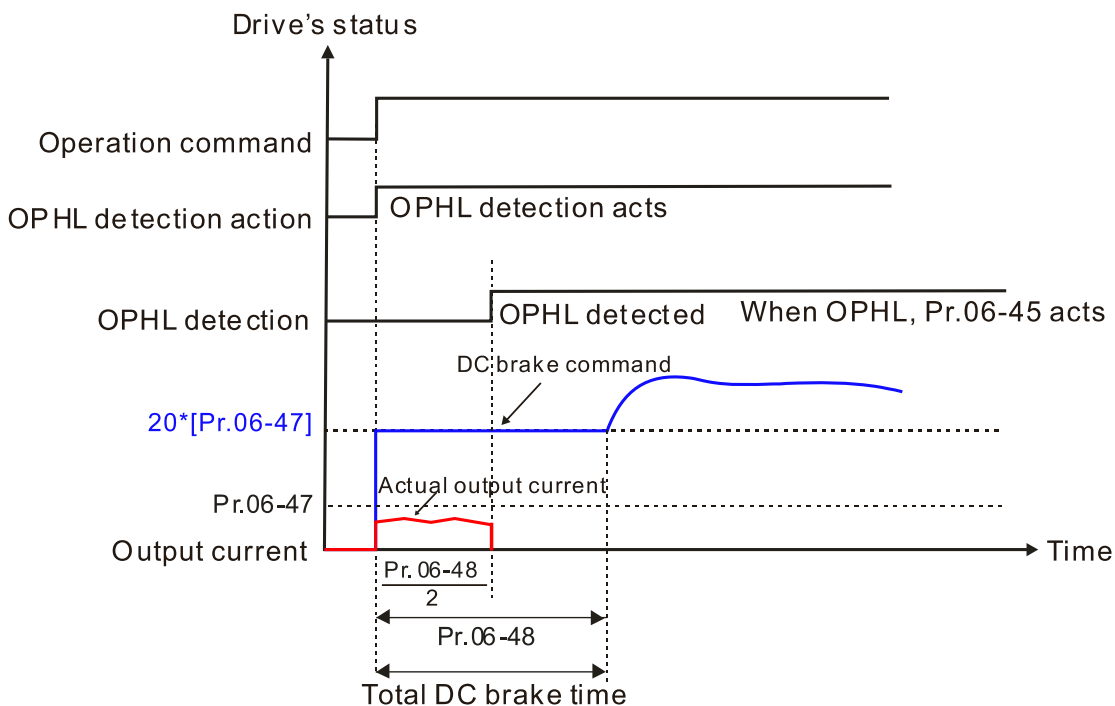 Drive's status
Operation command
OPHL detection action
OPHL detection acts
OPHL detection
OPHL detected
When OPHL, Pr.06-45 acts
DC brake command
20*[Pr.06-47]
Actual output current
Pr.06-47
Output current
Time
Pr. 06-48
2
Pr.06-48
Total DC brake time